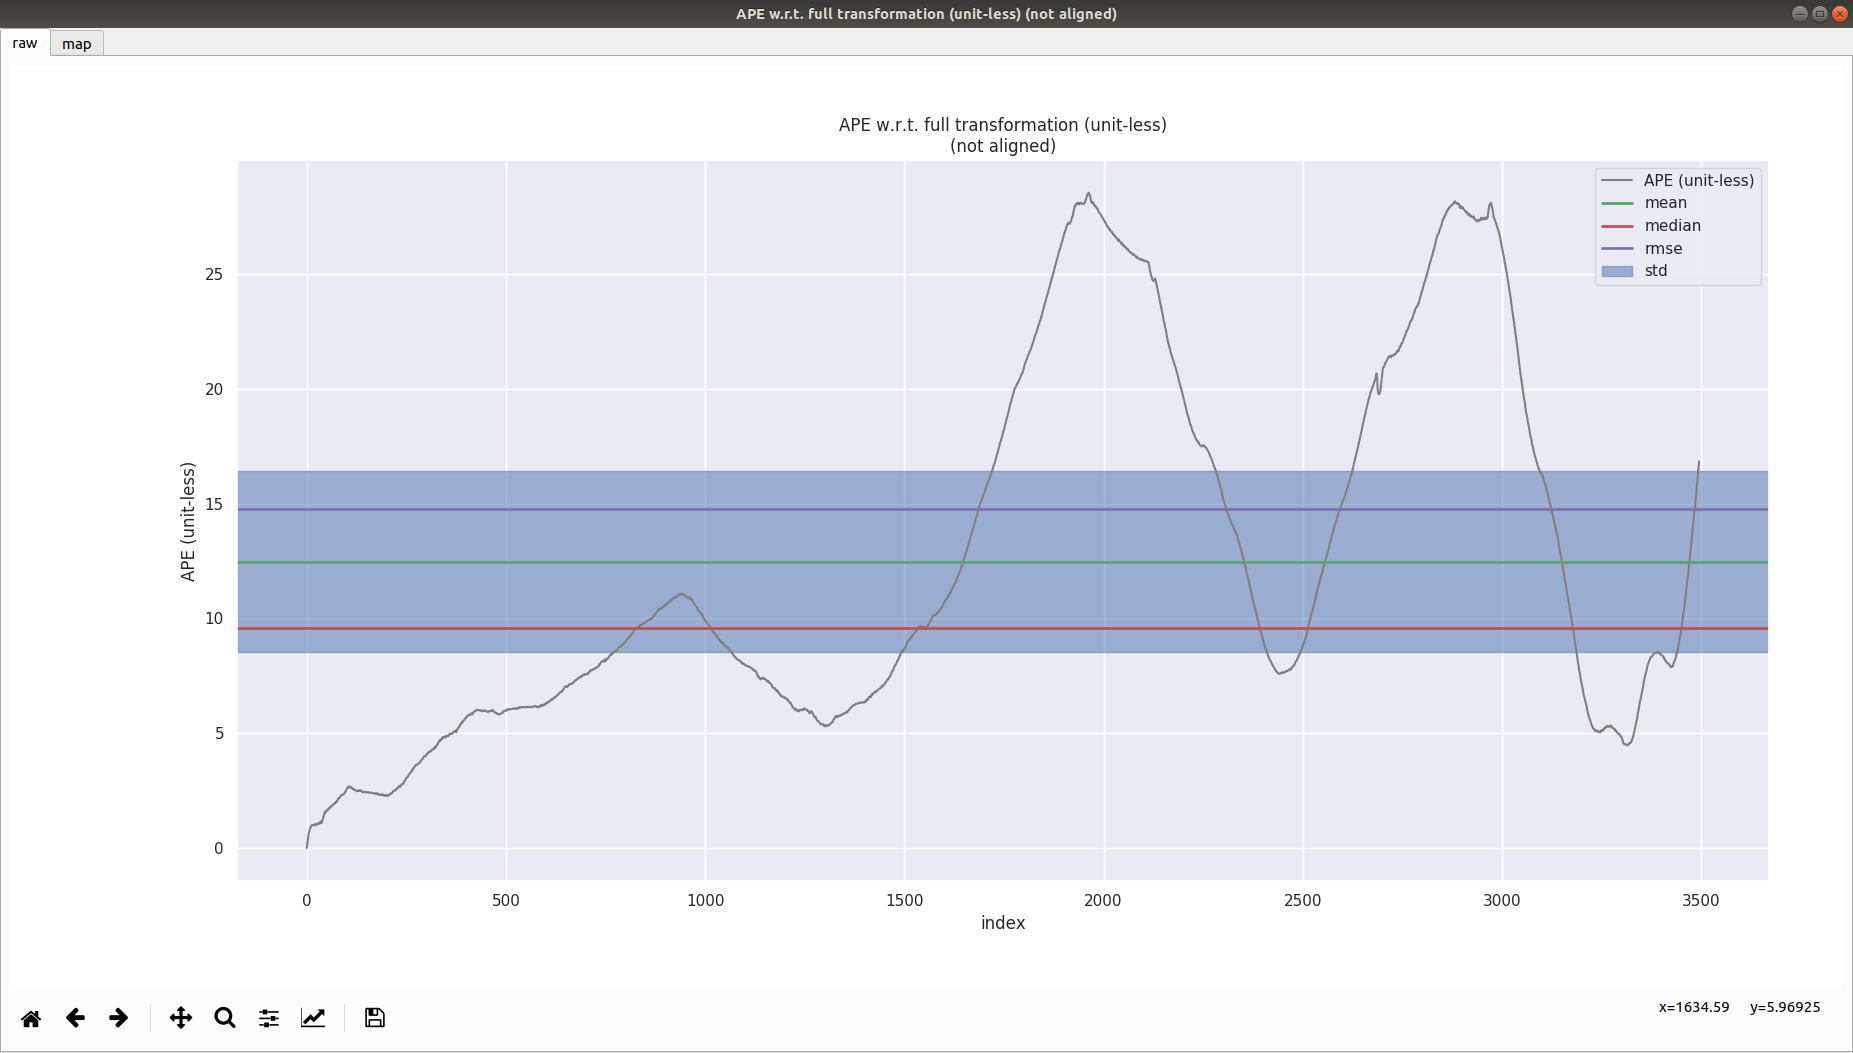 APE w.r.t. full transformation (unit-less) (not aligned)
raw
map
APE w.r.t. full transformation (unit-less)
(not aligned)
APE (unit-less)
mean
median
rmse
std
APE (unit-less)
25
20
15
10
5
0
0 500 1000 1500 2000 2500 3000 3500
index
x=1634.59 y=5.96925